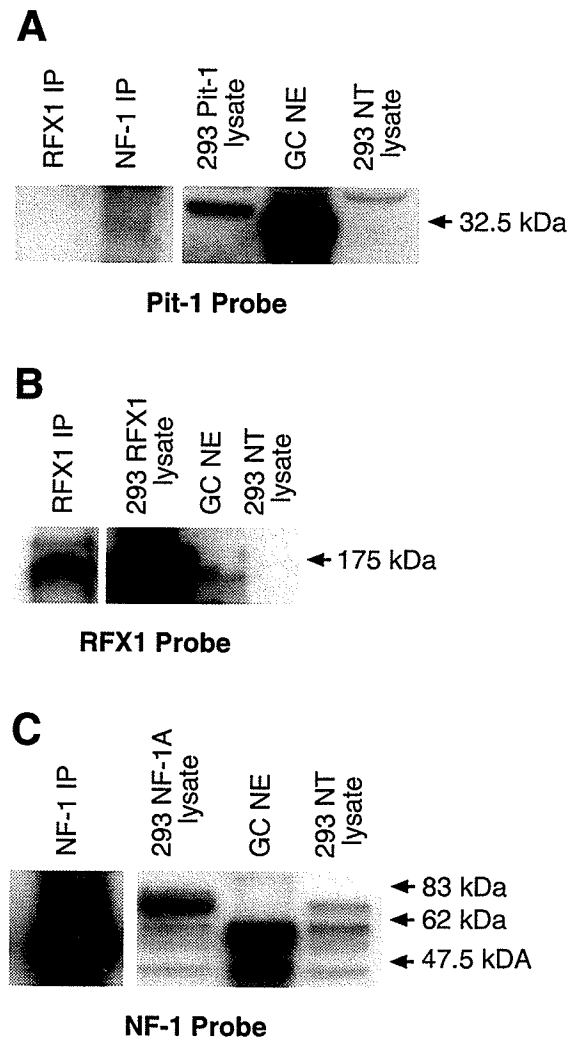 A
RFX1 IP
NF-1 IP
293 Pit-1
lysate
GC NE
293 NT
lysate
32.5 kDa
Pit-1 Probe
B
RFX1 IP
293 RFX1
lysate
GC NE
293 NT
lysate
175 kDa
RFX1 Probe
C
NF-1 IP
293 NF-1A
lysate
GC NE
293 NT
lysate
83 kDa
62 kDa
47.5 kDA
NF-1 Probe